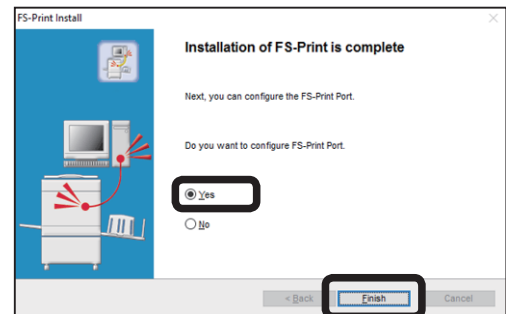 FS-Print Install
Installation of FS-Print is complete
Next, you can configure the FS-Print Port.
Do you want to configure FS-Print Port.
Yes
No
< Back
Finish
Cancel